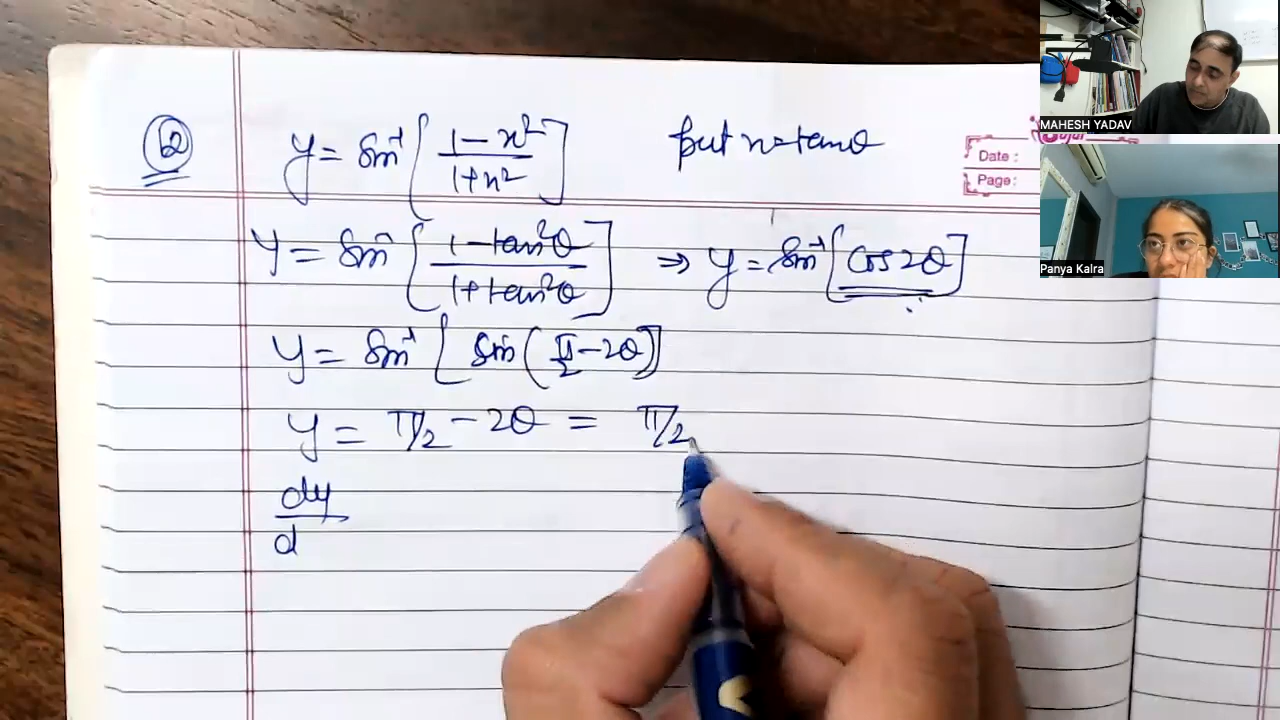 12 y = Sin⁻¹ [ 1 - x² / 1 + x² ] put x = tanθ
y = Sin⁻¹ [ 1 - tan²θ / 1 + tan²θ ] ⇒ y = Sin⁻¹ [ Cos 2θ ]
y = Sin⁻¹ [ Sin ( π/2 - 2θ ) ]
y = π/2 - 2θ = π/2
dy / d
Date :
Page:
MAHESH YADAV
Panya Kalra